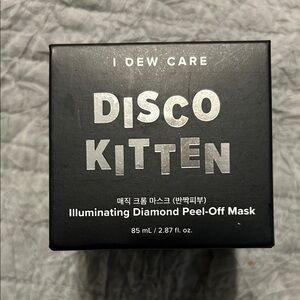 I DEW CARE
DISCO
KITTEN
매직 크롬 마스크 (반짝피부)
Illuminating Diamond Peel-Off Mask
85 mL / 2.87 fl. oz.